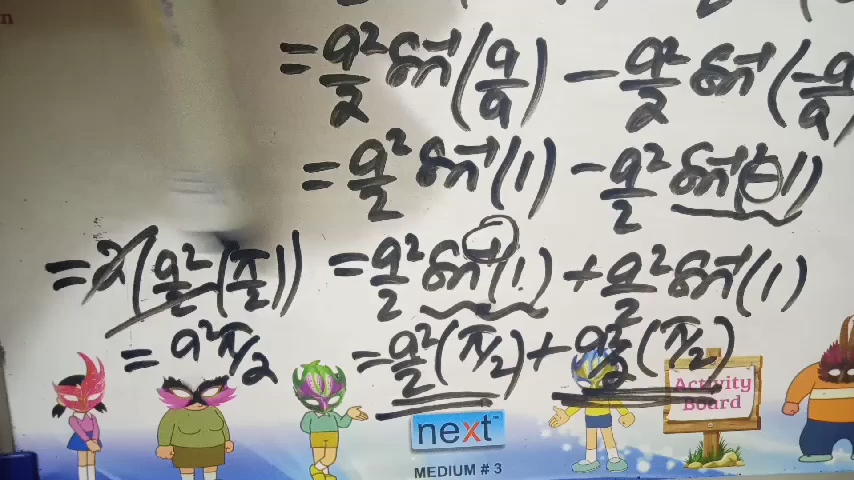 n
= a²/2 sin⁻¹(a/a) − a²/2 sin⁻¹(−a/a
= a²/2 sin⁻¹(1) − a²/2 sin⁻¹(−1)
= 2(a²/2(π/2)) = a²/2 sin⁻¹(1) + a²/2 sin⁻¹(1)
= a²π/2 = a²/2(π/2) + a²/2(π/2)
Activity
Board
next
MEDIUM # 3